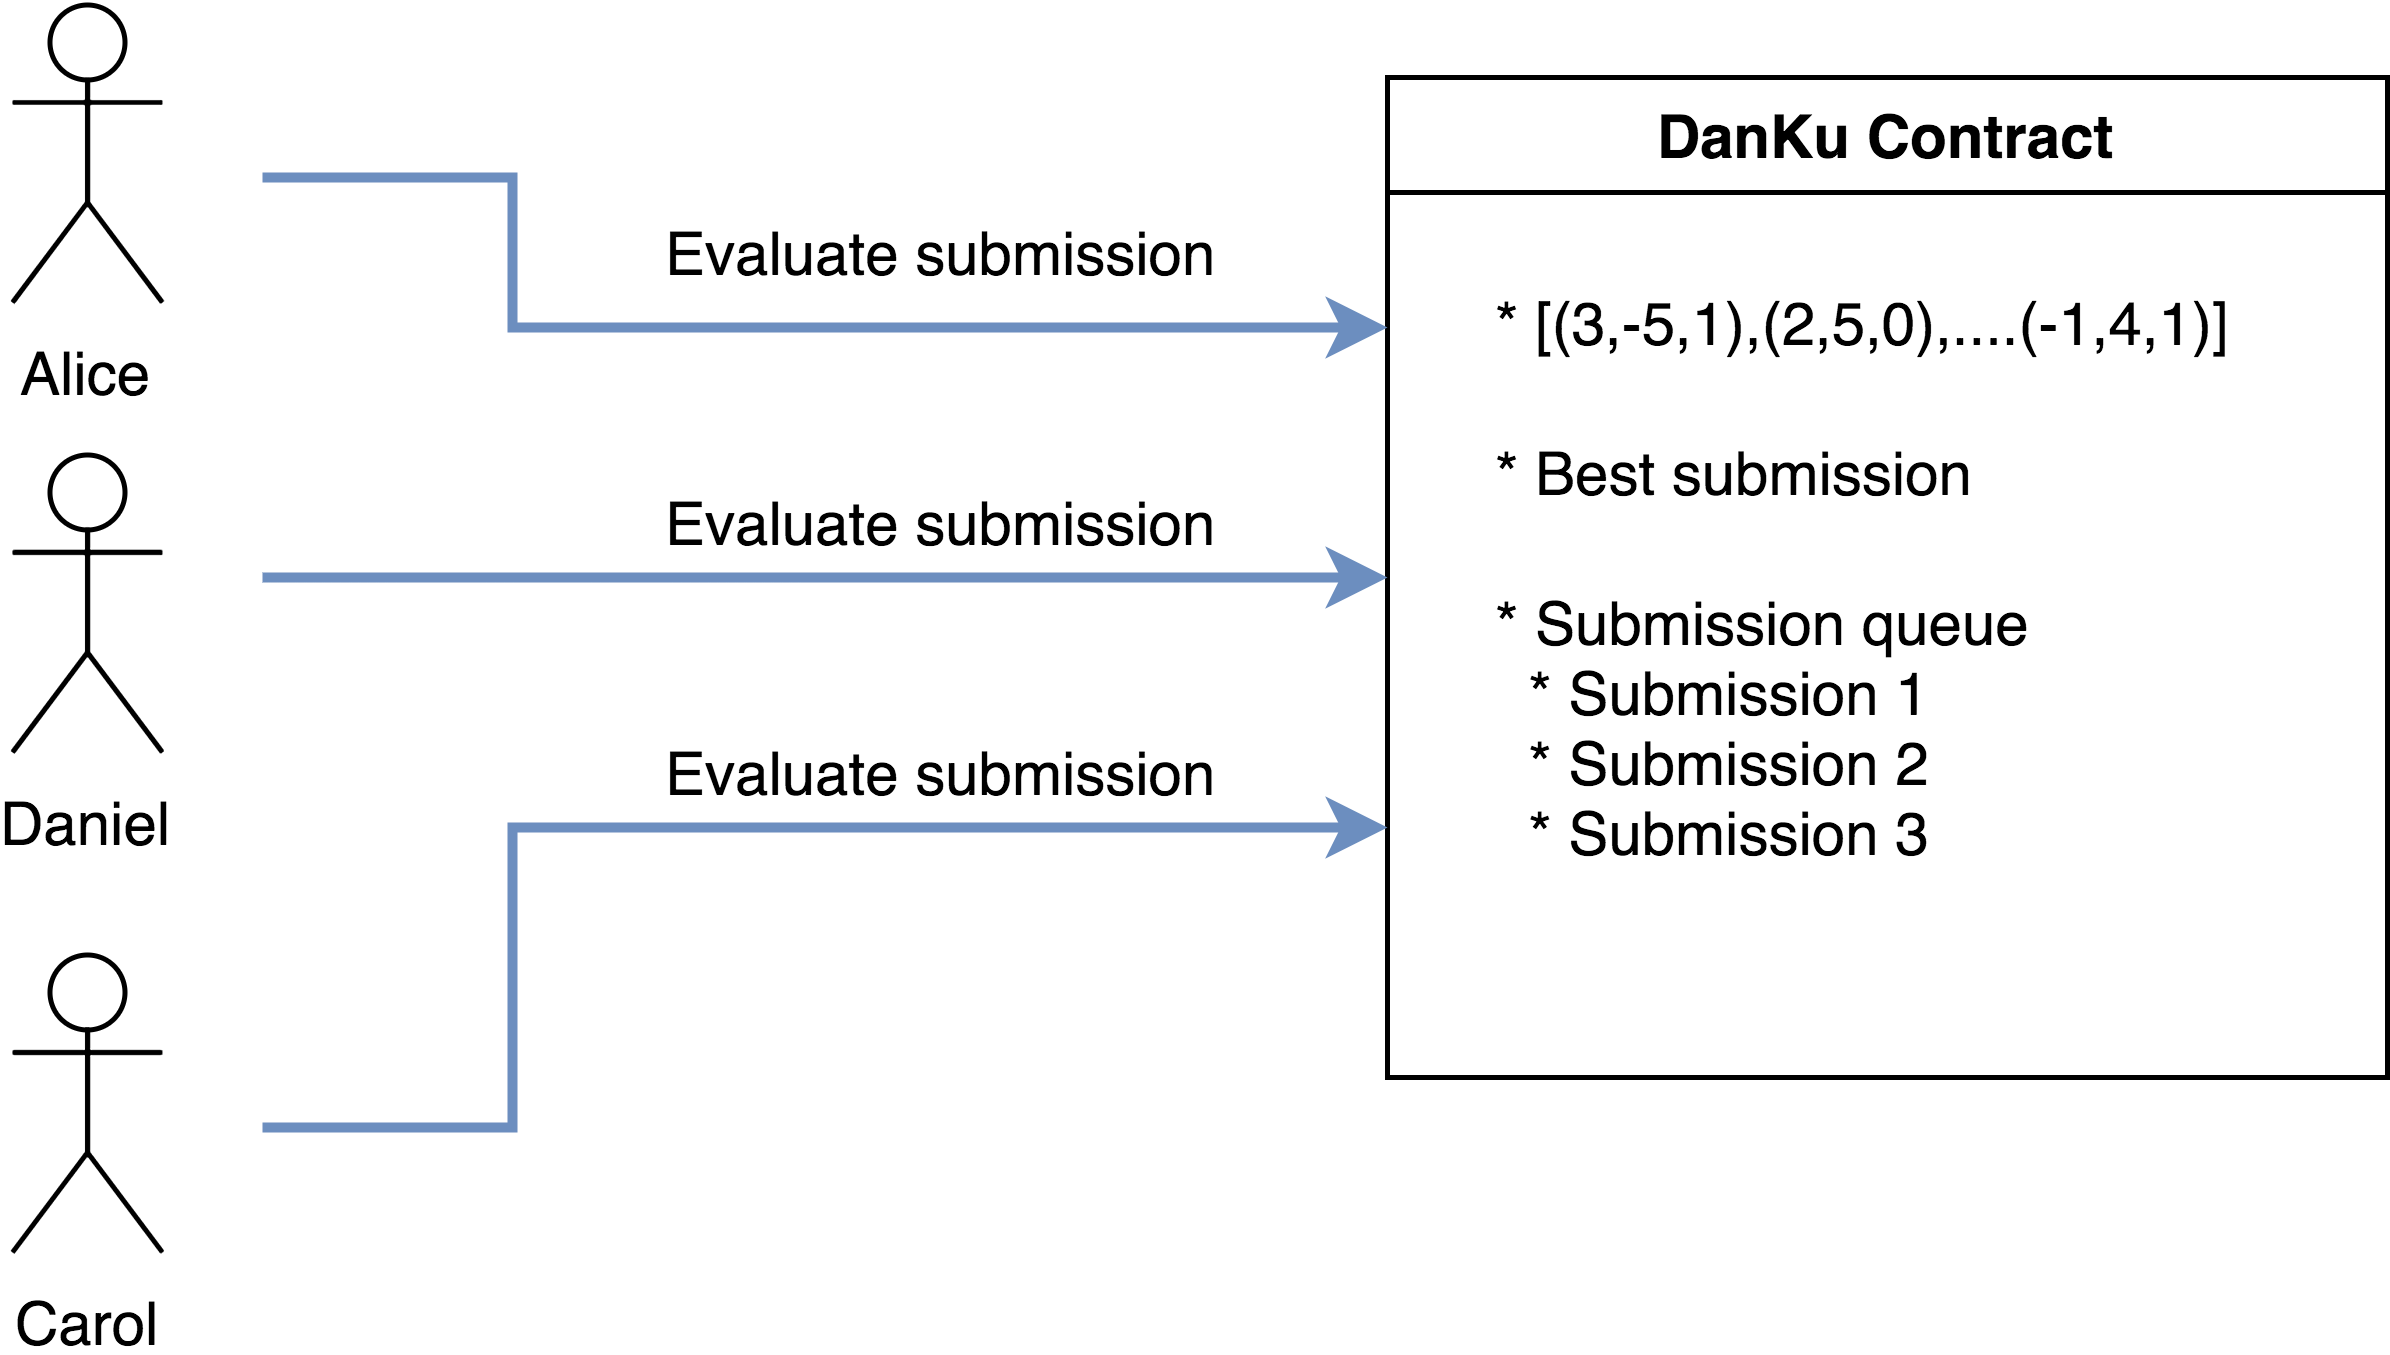 Alice
Daniel
Carol
Evaluate submission
Evaluate submission
Evaluate submission
DanKu Contract
* [(3,-5,1),(2,5,0),....(-1,4,1)]
* Best submission
* Submission queue
* Submission 1
* Submission 2
* Submission 3